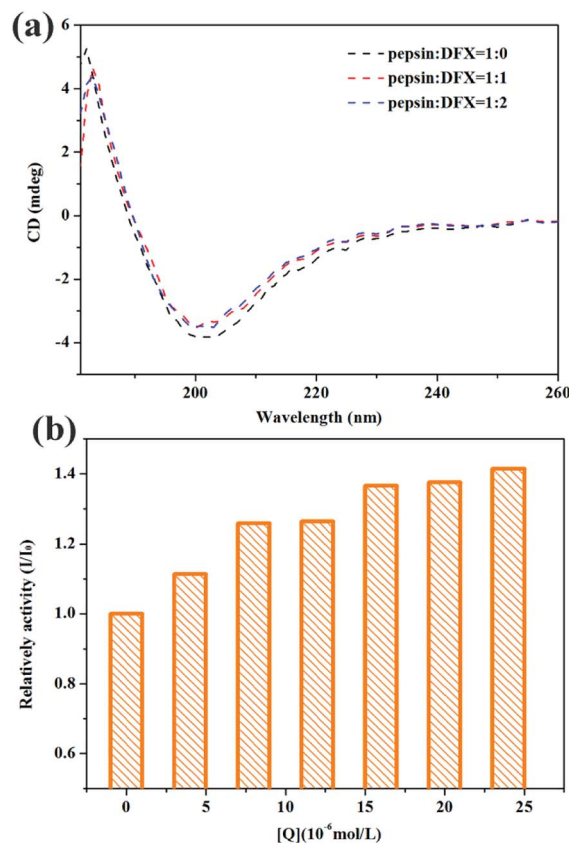 (a)
6
4
2
0
-2
-4
CD (mdeg)
pepsin:DFX=1:0
pepsin:DFX=1:1
pepsin:DFX=1:2
200
220
240
260
Wavelength (nm)
(b)
1.4
1.2
1.0
0.8
0.6
Relatively activity (I/I₀)
0
5
10
15
20
25
[Q](10⁻⁶mol/L)